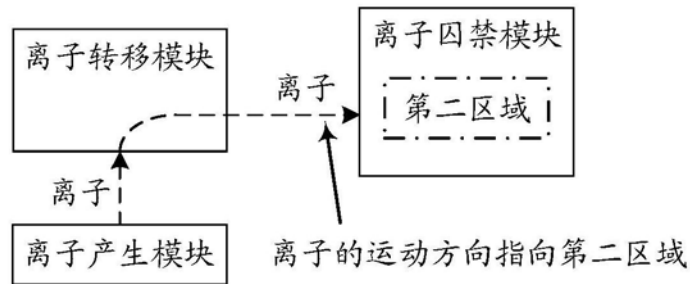 离子转移模块
离子囚禁模块
离子
第二区域
离子
离子产生模块
离子的运动方向指向第二区域